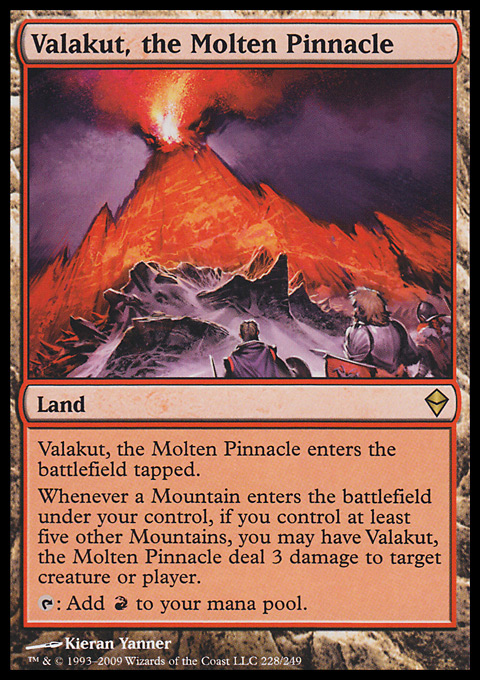 Valakut, the Molten Pinnacle
Land
Valakut, the Molten Pinnacle enters the
battlefield tapped.
Whenever a Mountain enters the battlefield
under your control, if you control at least
five other Mountains, you may have Valakut,
the Molten Pinnacle deal 3 damage to target
creature or player.
: Add to your mana pool.
Kieran Yanner
™ & © 1993–2009 Wizards of the Coast LLC 228/249